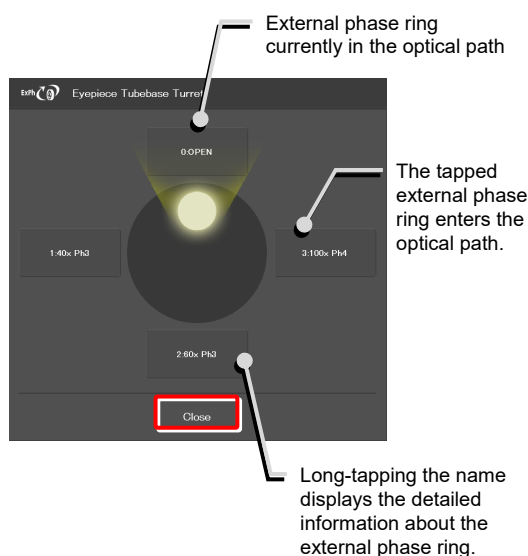 External phase ring
currently in the optical path
ExPh Eyepiece Tubebase Turret
0:OPEN
The tapped
external phase
ring enters the
optical path.
1:40x Ph3
3:100x Ph4
2:60x Ph3
Close
Long-tapping the name
displays the detailed
information about the
external phase ring.